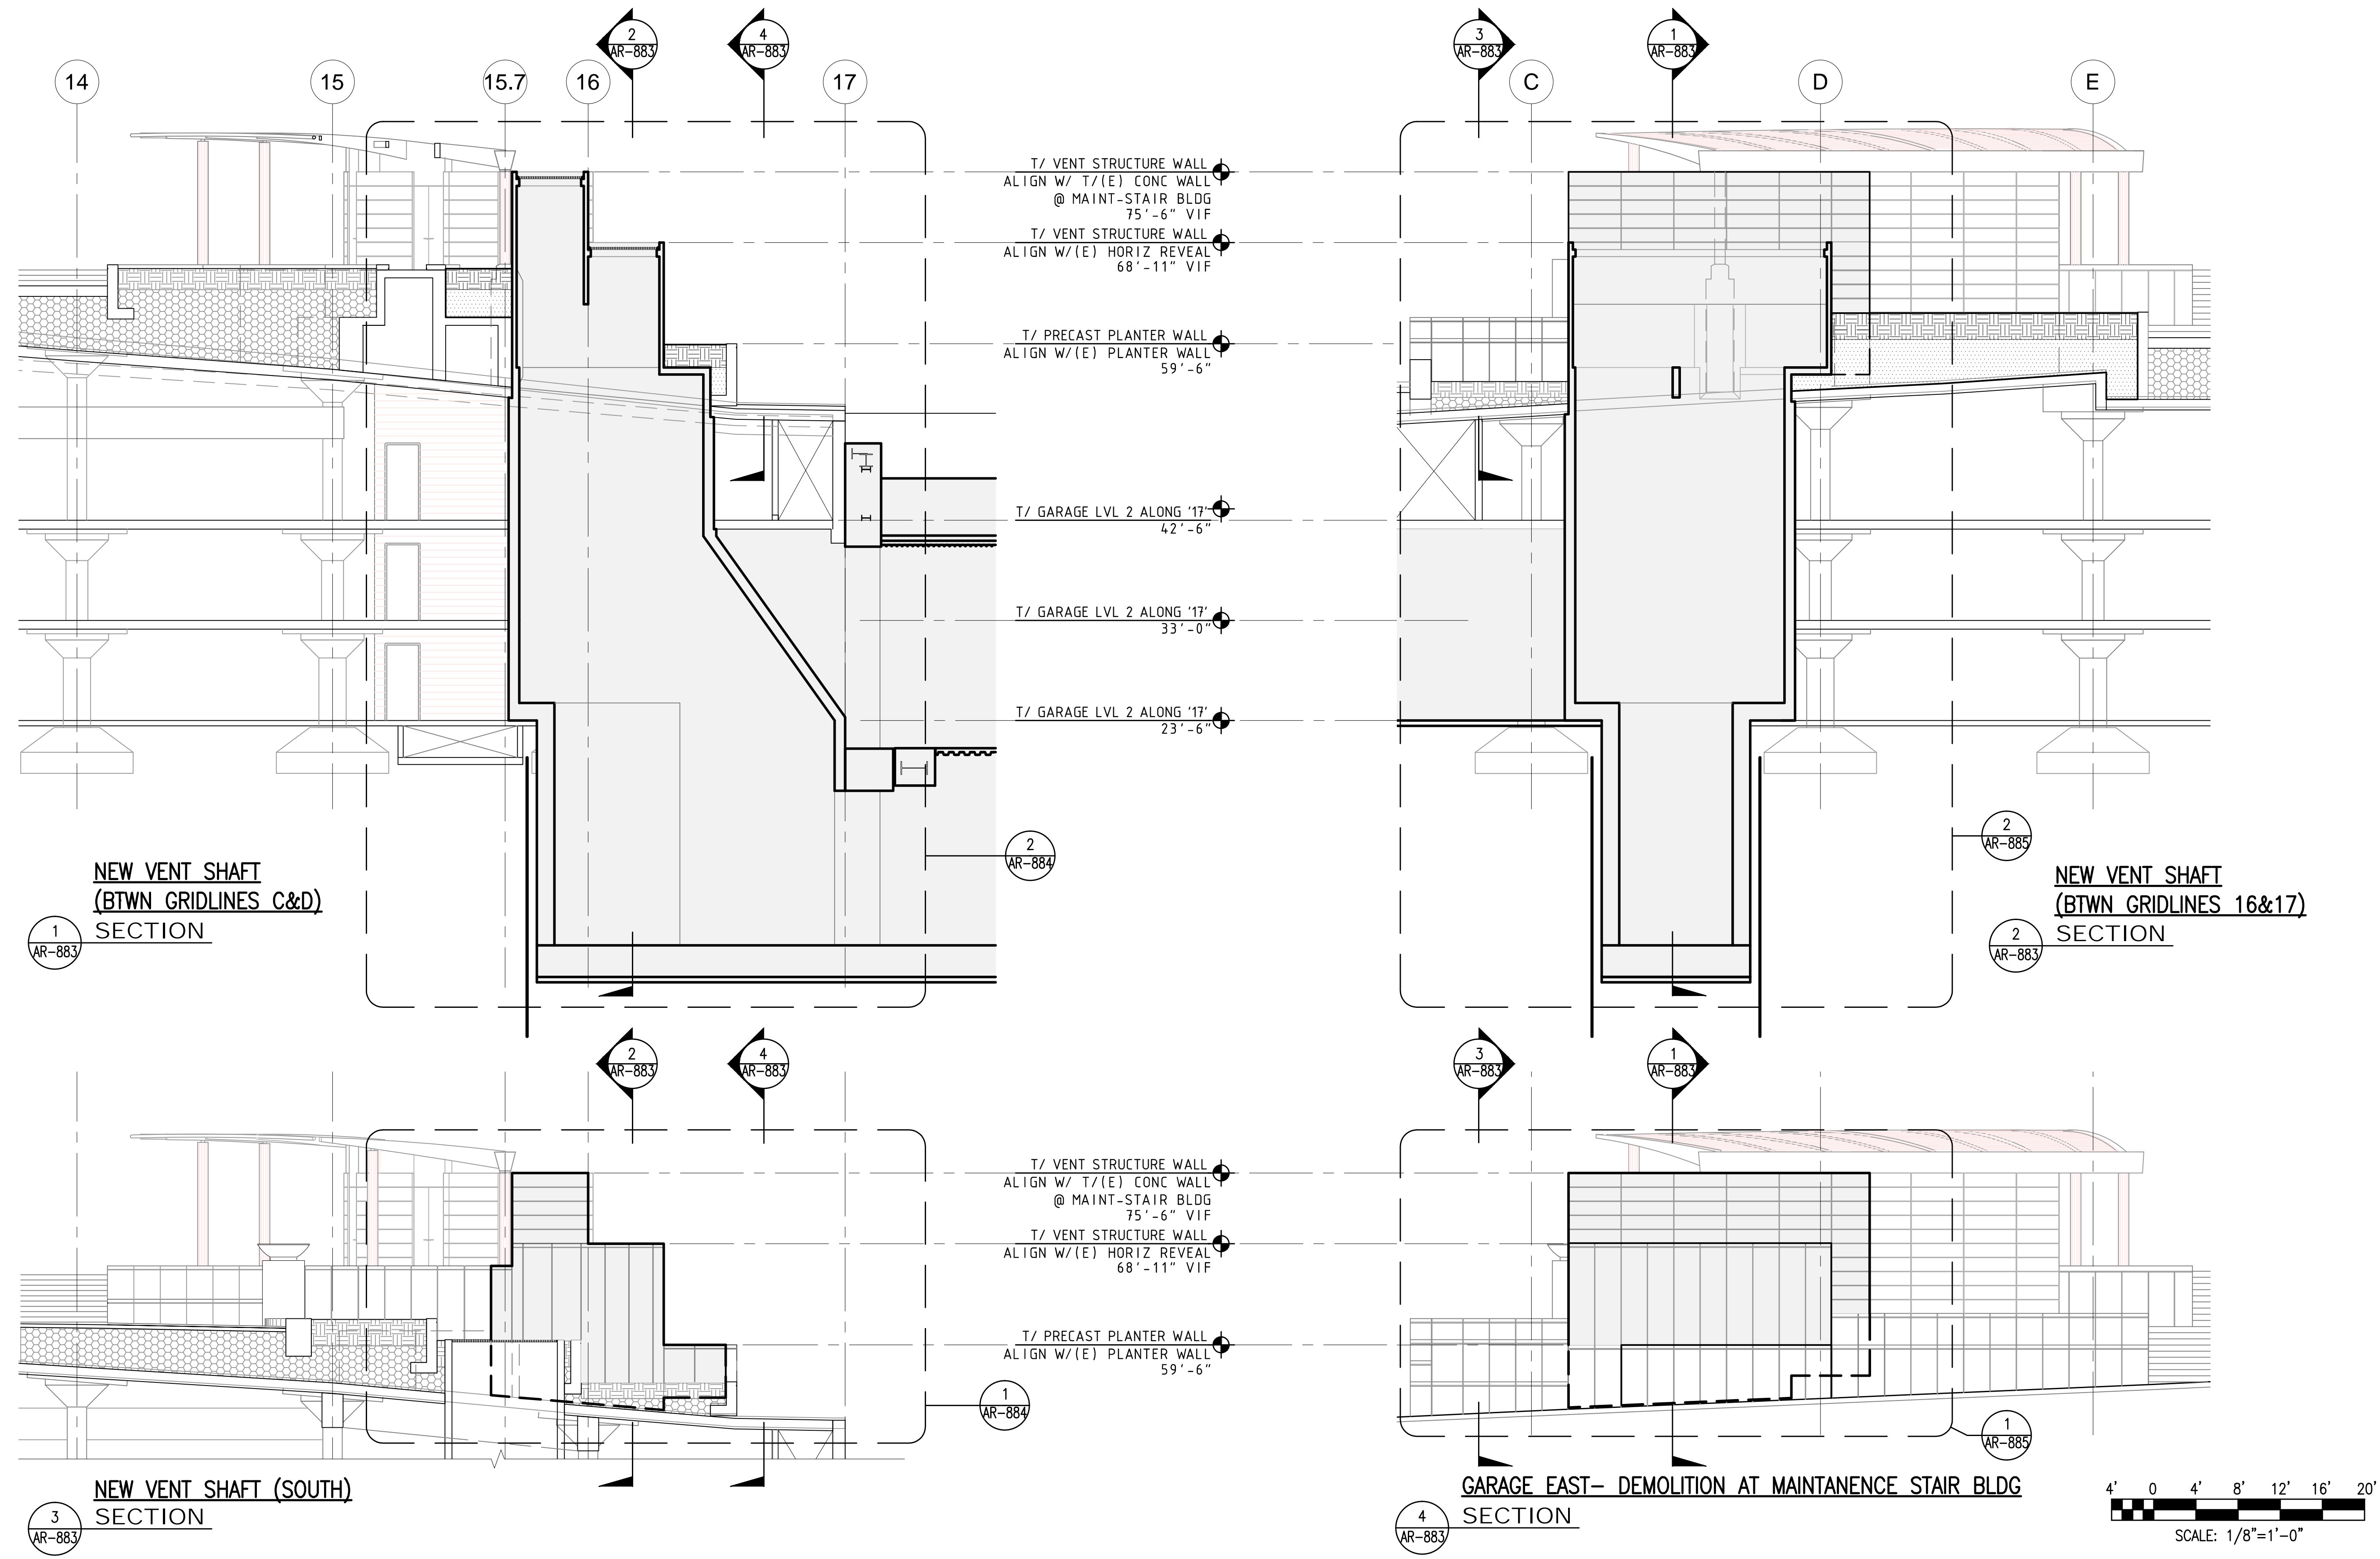 2
AR-883
4
AR-883
3
AR-883
1
AR-883
14
15
15.7
16
17
C
D
E
T/ VENT STRUCTURE WALL
ALIGN W/ T/(E) CONC WALL
@ MAINT-STAIR BLDG
75'-6" VIF
T/ VENT STRUCTURE WALL
ALIGN W/(E) HORIZ REVEAL
68'-11" VIF
T/ PRECAST PLANTER WALL
ALIGN W/(E) PLANTER WALL
59'-6"
T/ GARAGE LVL 2 ALONG '17'
42'-6"
T/ GARAGE LVL 2 ALONG '17'
33'-0"
T/ GARAGE LVL 2 ALONG '17'
23'-6"
2
AR-884
2
AR-885
NEW VENT SHAFT
(BTWN GRIDLINES C&D)
1
AR-883
SECTION
NEW VENT SHAFT
(BTWN GRIDLINES 16&17)
2
AR-883
SECTION
2
AR-883
4
AR-883
3
AR-883
1
AR-883
T/ VENT STRUCTURE WALL
ALIGN W/ T/(E) CONC WALL
@ MAINT-STAIR BLDG
75'-6" VIF
T/ VENT STRUCTURE WALL
ALIGN W/(E) HORIZ REVEAL
68'-11" VIF
T/ PRECAST PLANTER WALL
ALIGN W/(E) PLANTER WALL
59'-6"
1
AR-884
1
AR-885
NEW VENT SHAFT (SOUTH)
3
AR-883
SECTION
GARAGE EAST- DEMOLITION AT MAINTANENCE STAIR BLDG
4
AR-883
SECTION
4' 0 4' 8' 12' 16' 20'
SCALE: 1/8"=1'-0"